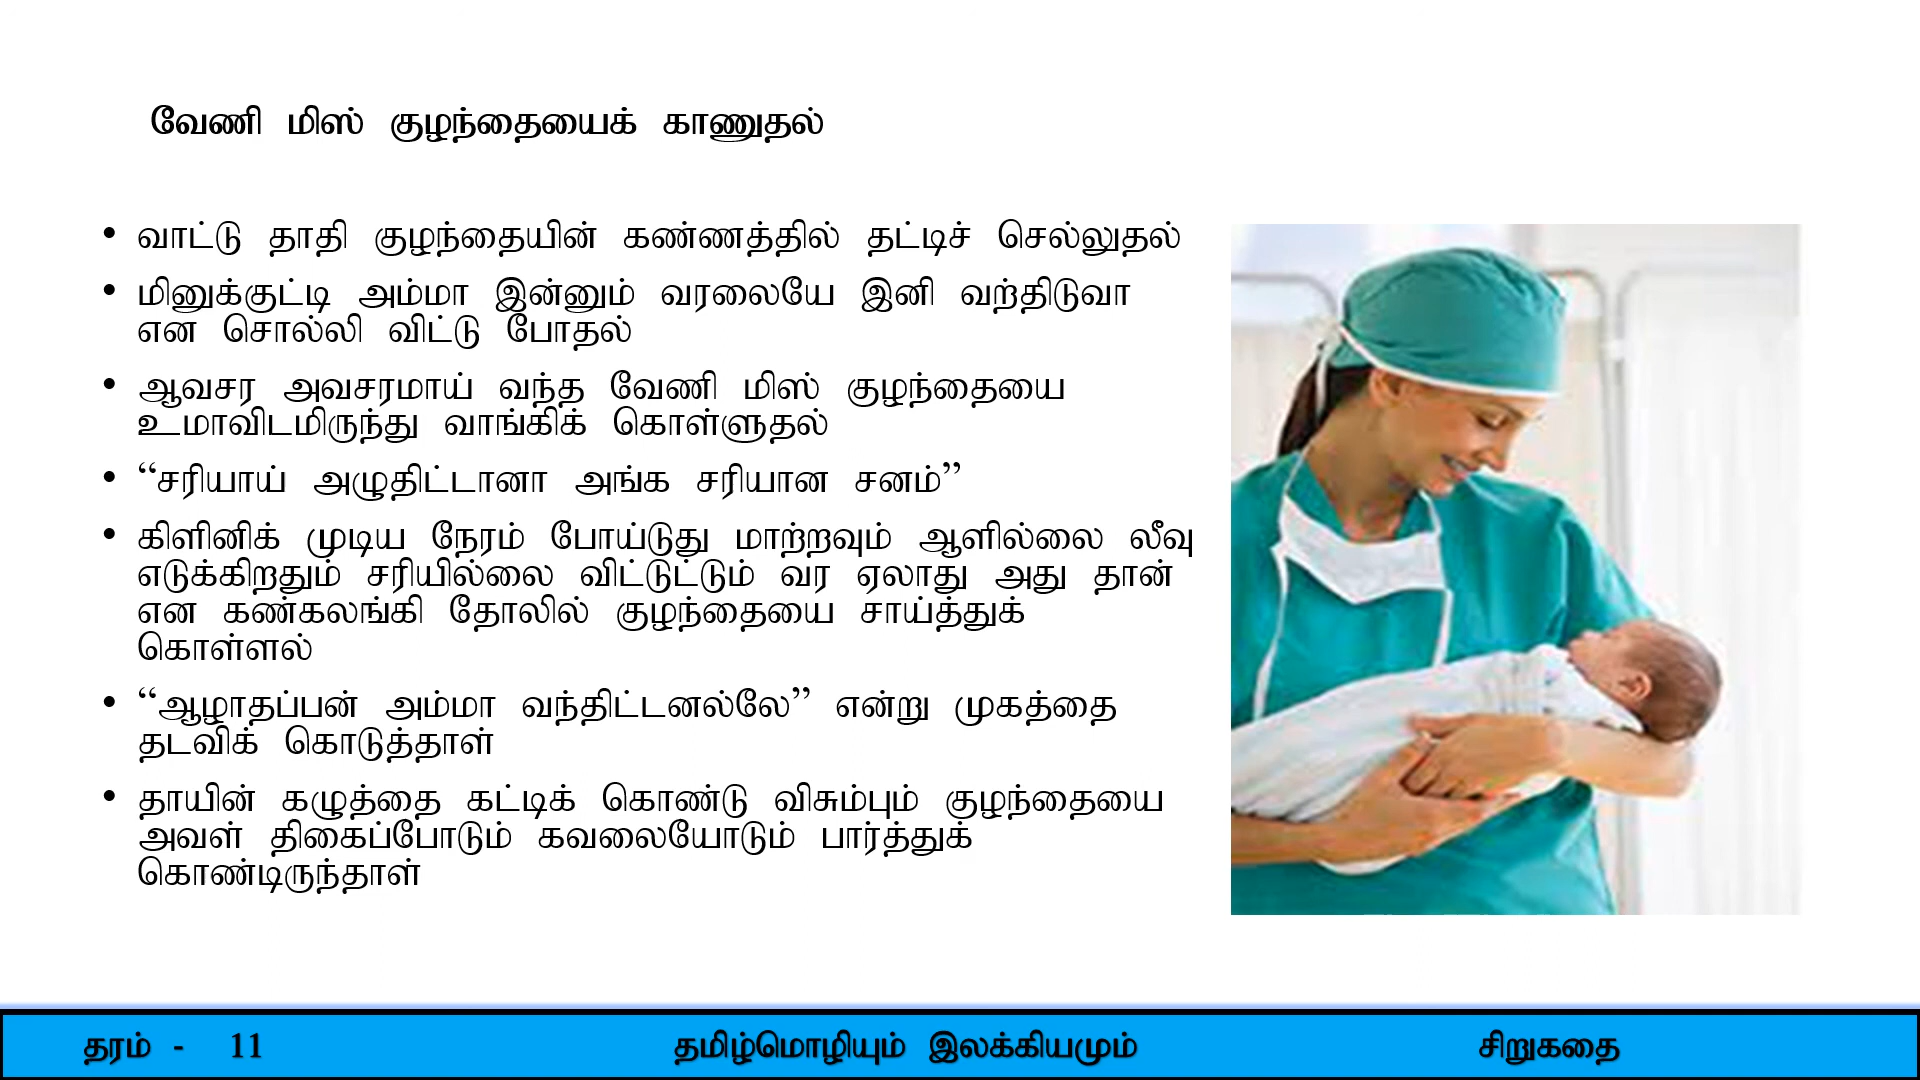 வேணி மிஸ் குழந்தையைக் காணுதல்
• வாட்டு தாதி குழந்தையின் கண்ணத்தில் தட்டிச் செல்லுதல்
• மினுக்குட்டி அம்மா இன்னும் வரலையே இனி வற்திடுவா
என சொல்லி விட்டு போதல்
• ஆவசர அவசரமாய் வந்த வேணி மிஸ் குழந்தையை
உமாவிடமிருந்து வாங்கிக் கொள்ளுதல்
• “சரியாய் அழுதிட்டானா அங்க சரியான சனம்”
• கிளினிக் முடிய நேரம் போய்டுது மாற்றவும் ஆளில்லை லீவு
எடுக்கிறதும் சரியில்லை விட்டுட்டும் வர ஏலாது அது தான்
என கண்கலங்கி தோலில் குழந்தையை சாய்த்துக்
கொள்ளல்
• “ஆழாதப்பன் அம்மா வந்திட்டனல்லே” என்று முகத்தை
தடவிக் கொடுத்தாள்
• தாயின் கழுத்தை கட்டிக் கொண்டு விசும்பும் குழந்தையை
அவள் திகைப்போடும் கவலையோடும் பார்த்துக்
கொண்டிருந்தாள்
தரம் - 11 தமிழ்மொழியும் இலக்கியமும் சிறுகதை